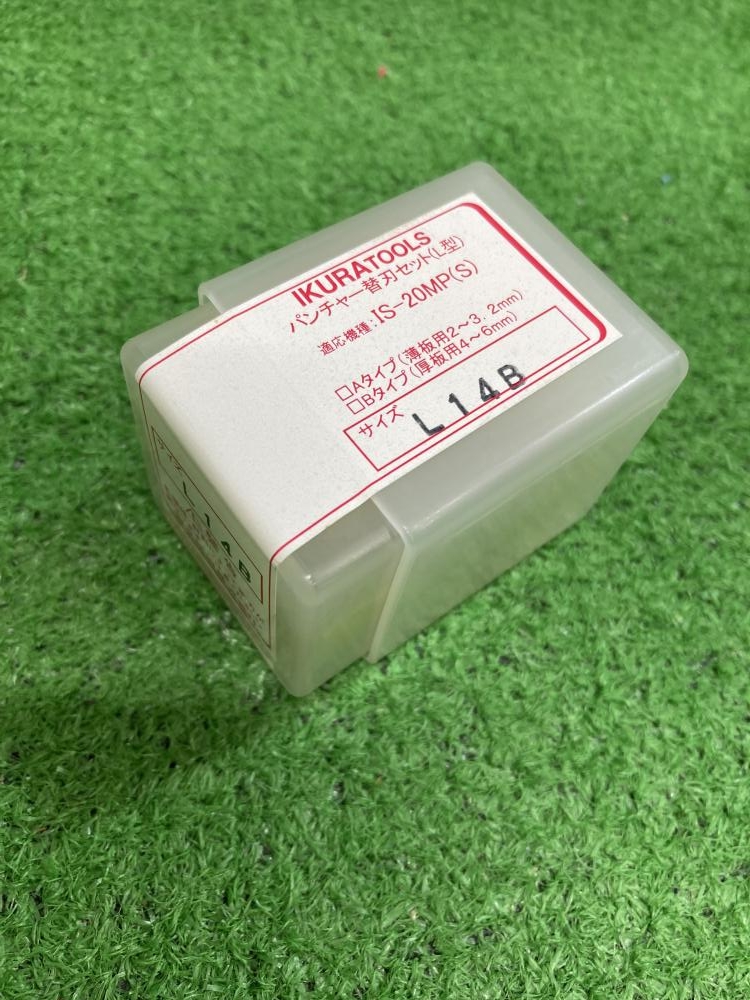 IKURATOOLS
パンチャー替刃セット(L型)
適応機種:IS-20MP(S)
□Aタイプ(薄板用2〜3.2mm)
□Bタイプ(厚板用4〜6mm)
サイズ L14B
L14B